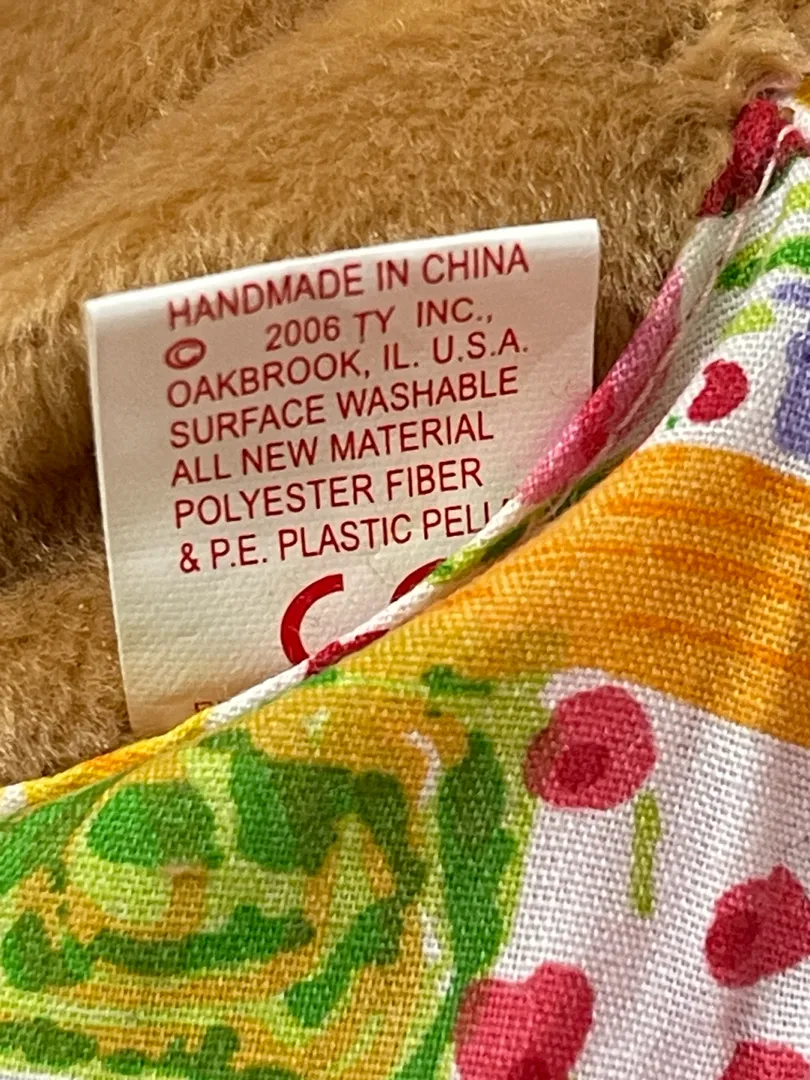 HANDMADE IN CHINA
© 2006 TY INC.,
OAKBROOK, IL. U.S.A.
SURFACE WASHABLE
ALL NEW MATERIAL
POLYESTER FIBER
& P.E. PLASTIC